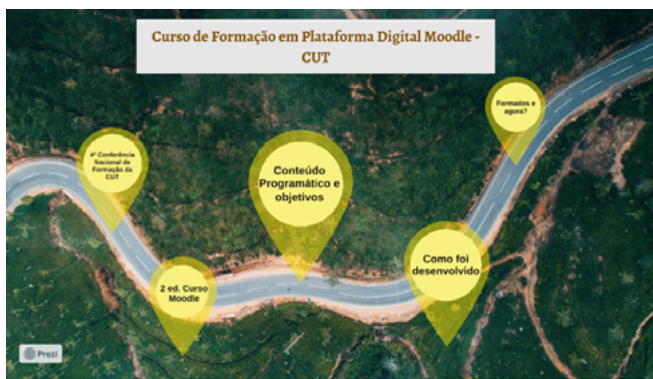 Curso de Formação em Plataforma Digital Moodle -
CUT
4ª Conferência
Nacional de
Formação da
CUT
2 ed. Curso
Moodle
Conteúdo
Programático e
objetivos
Como foi
desenvolvido
Formados e
agora?
Prezi